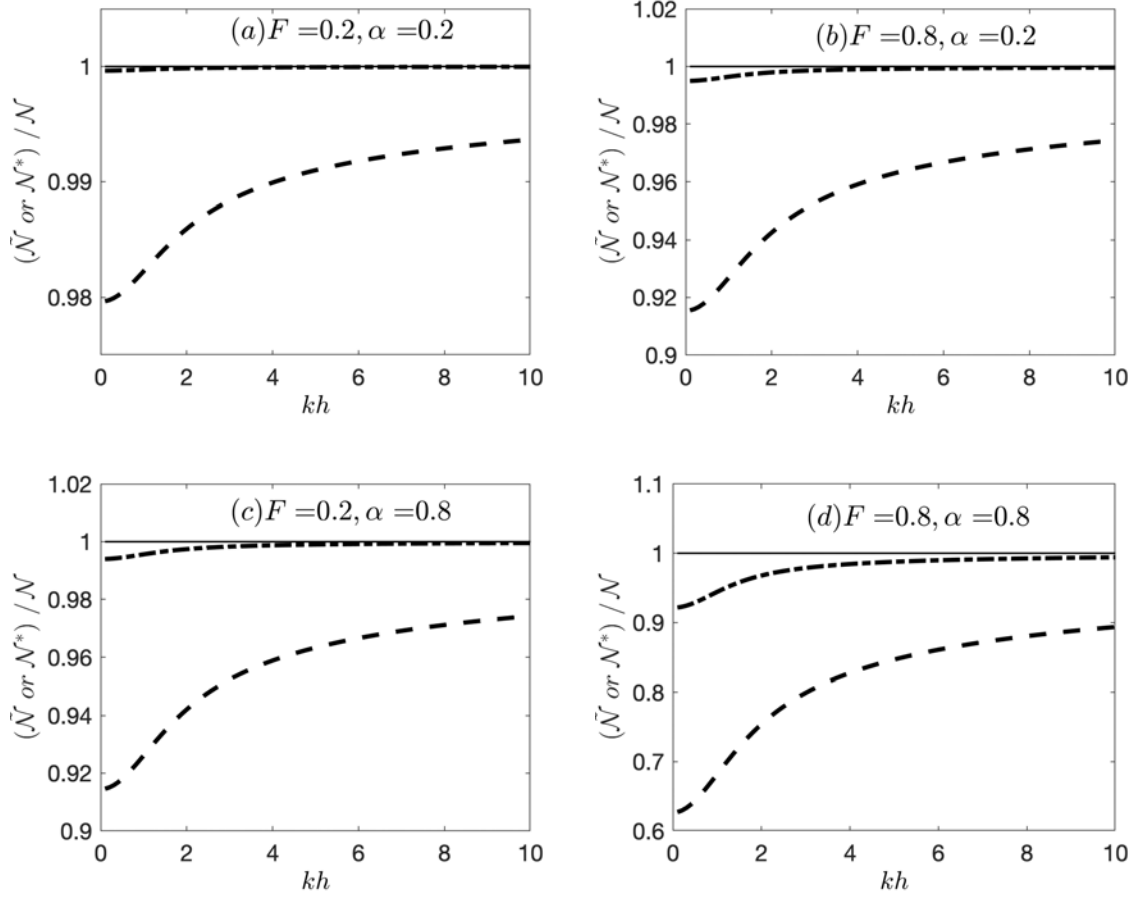 (a)F =0.2, α =0.2
1
0.99
0.98
(Ñ or N*) / N
0 2 4 6 8 10
kh
(b)F =0.8, α =0.2
1.02
1
0.98
0.96
0.94
0.92
0.9
(Ñ or N*) / N
0 2 4 6 8 10
kh
(c)F =0.2, α =0.8
1.02
1
0.98
0.96
0.94
0.92
0.9
(Ñ or N*) / N
0 2 4 6 8 10
kh
(d)F =0.8, α =0.8
1.1
1
0.9
0.8
0.7
0.6
(Ñ or N*) / N
0 2 4 6 8 10
kh